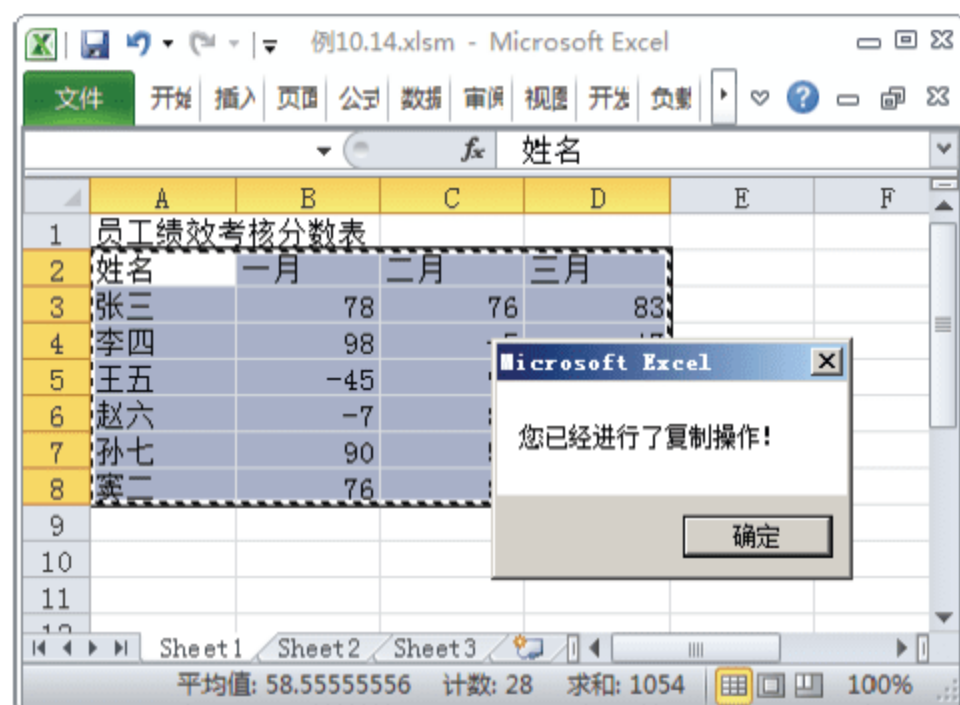 例10.14.xlsm - Microsoft Excel
文件 开始 插入 页面 公式 数据 审阅 视图 开发 负载
fx 姓名
A B C D E F
1 员工绩效考核分数表
2 姓名 一月 二月 三月
3 张三 78 76 83
4 李四 98
5 王五 -45
6 赵六 -7
7 孙七 90
8 窦二 76
9
10
11
Microsoft Excel
您已经进行了复制操作!
确定
Sheet1 Sheet2 Sheet3
平均值: 58.55555556 计数: 28 求和: 1054 100%